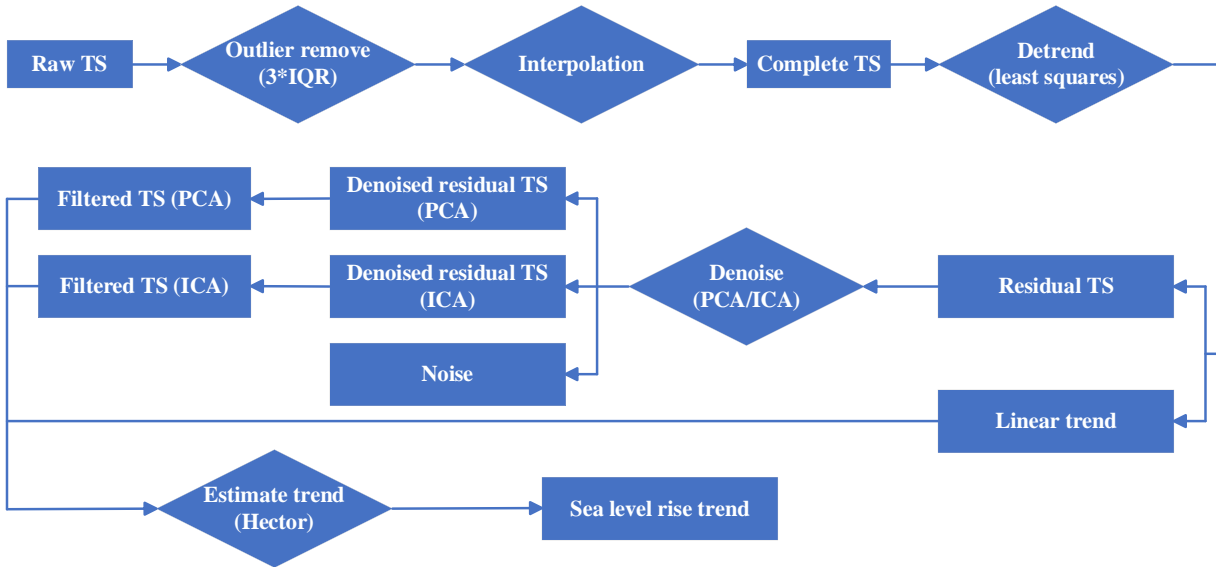 Raw TS
Outlier remove
(3*IQR)
Interpolation
Complete TS
Detrend
(least squares)
Filtered TS (PCA)
Denoised residual TS
(PCA)
Filtered TS (ICA)
Denoised residual TS
(ICA)
Denoise
(PCA/ICA)
Residual TS
Noise
Linear trend
Estimate trend
(Hector)
Sea level rise trend